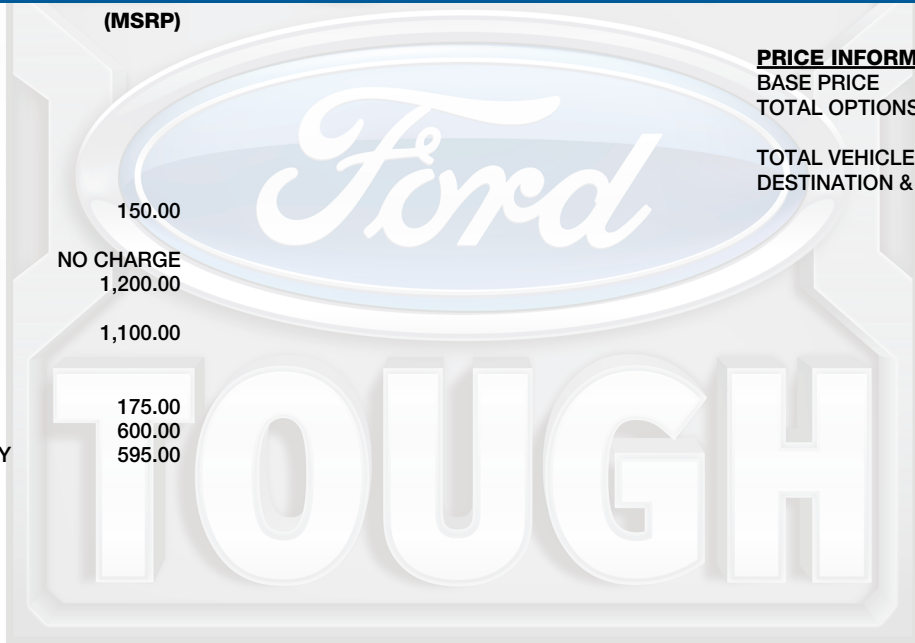 (MSRP)
150.00
NO CHARGE
1,200.00
1,100.00
175.00
600.00
Y 595.00
PRICE INFORM
BASE PRICE
TOTAL OPTIONS
TOTAL VEHICLE
DESTINATION &
Ford
TOUGH